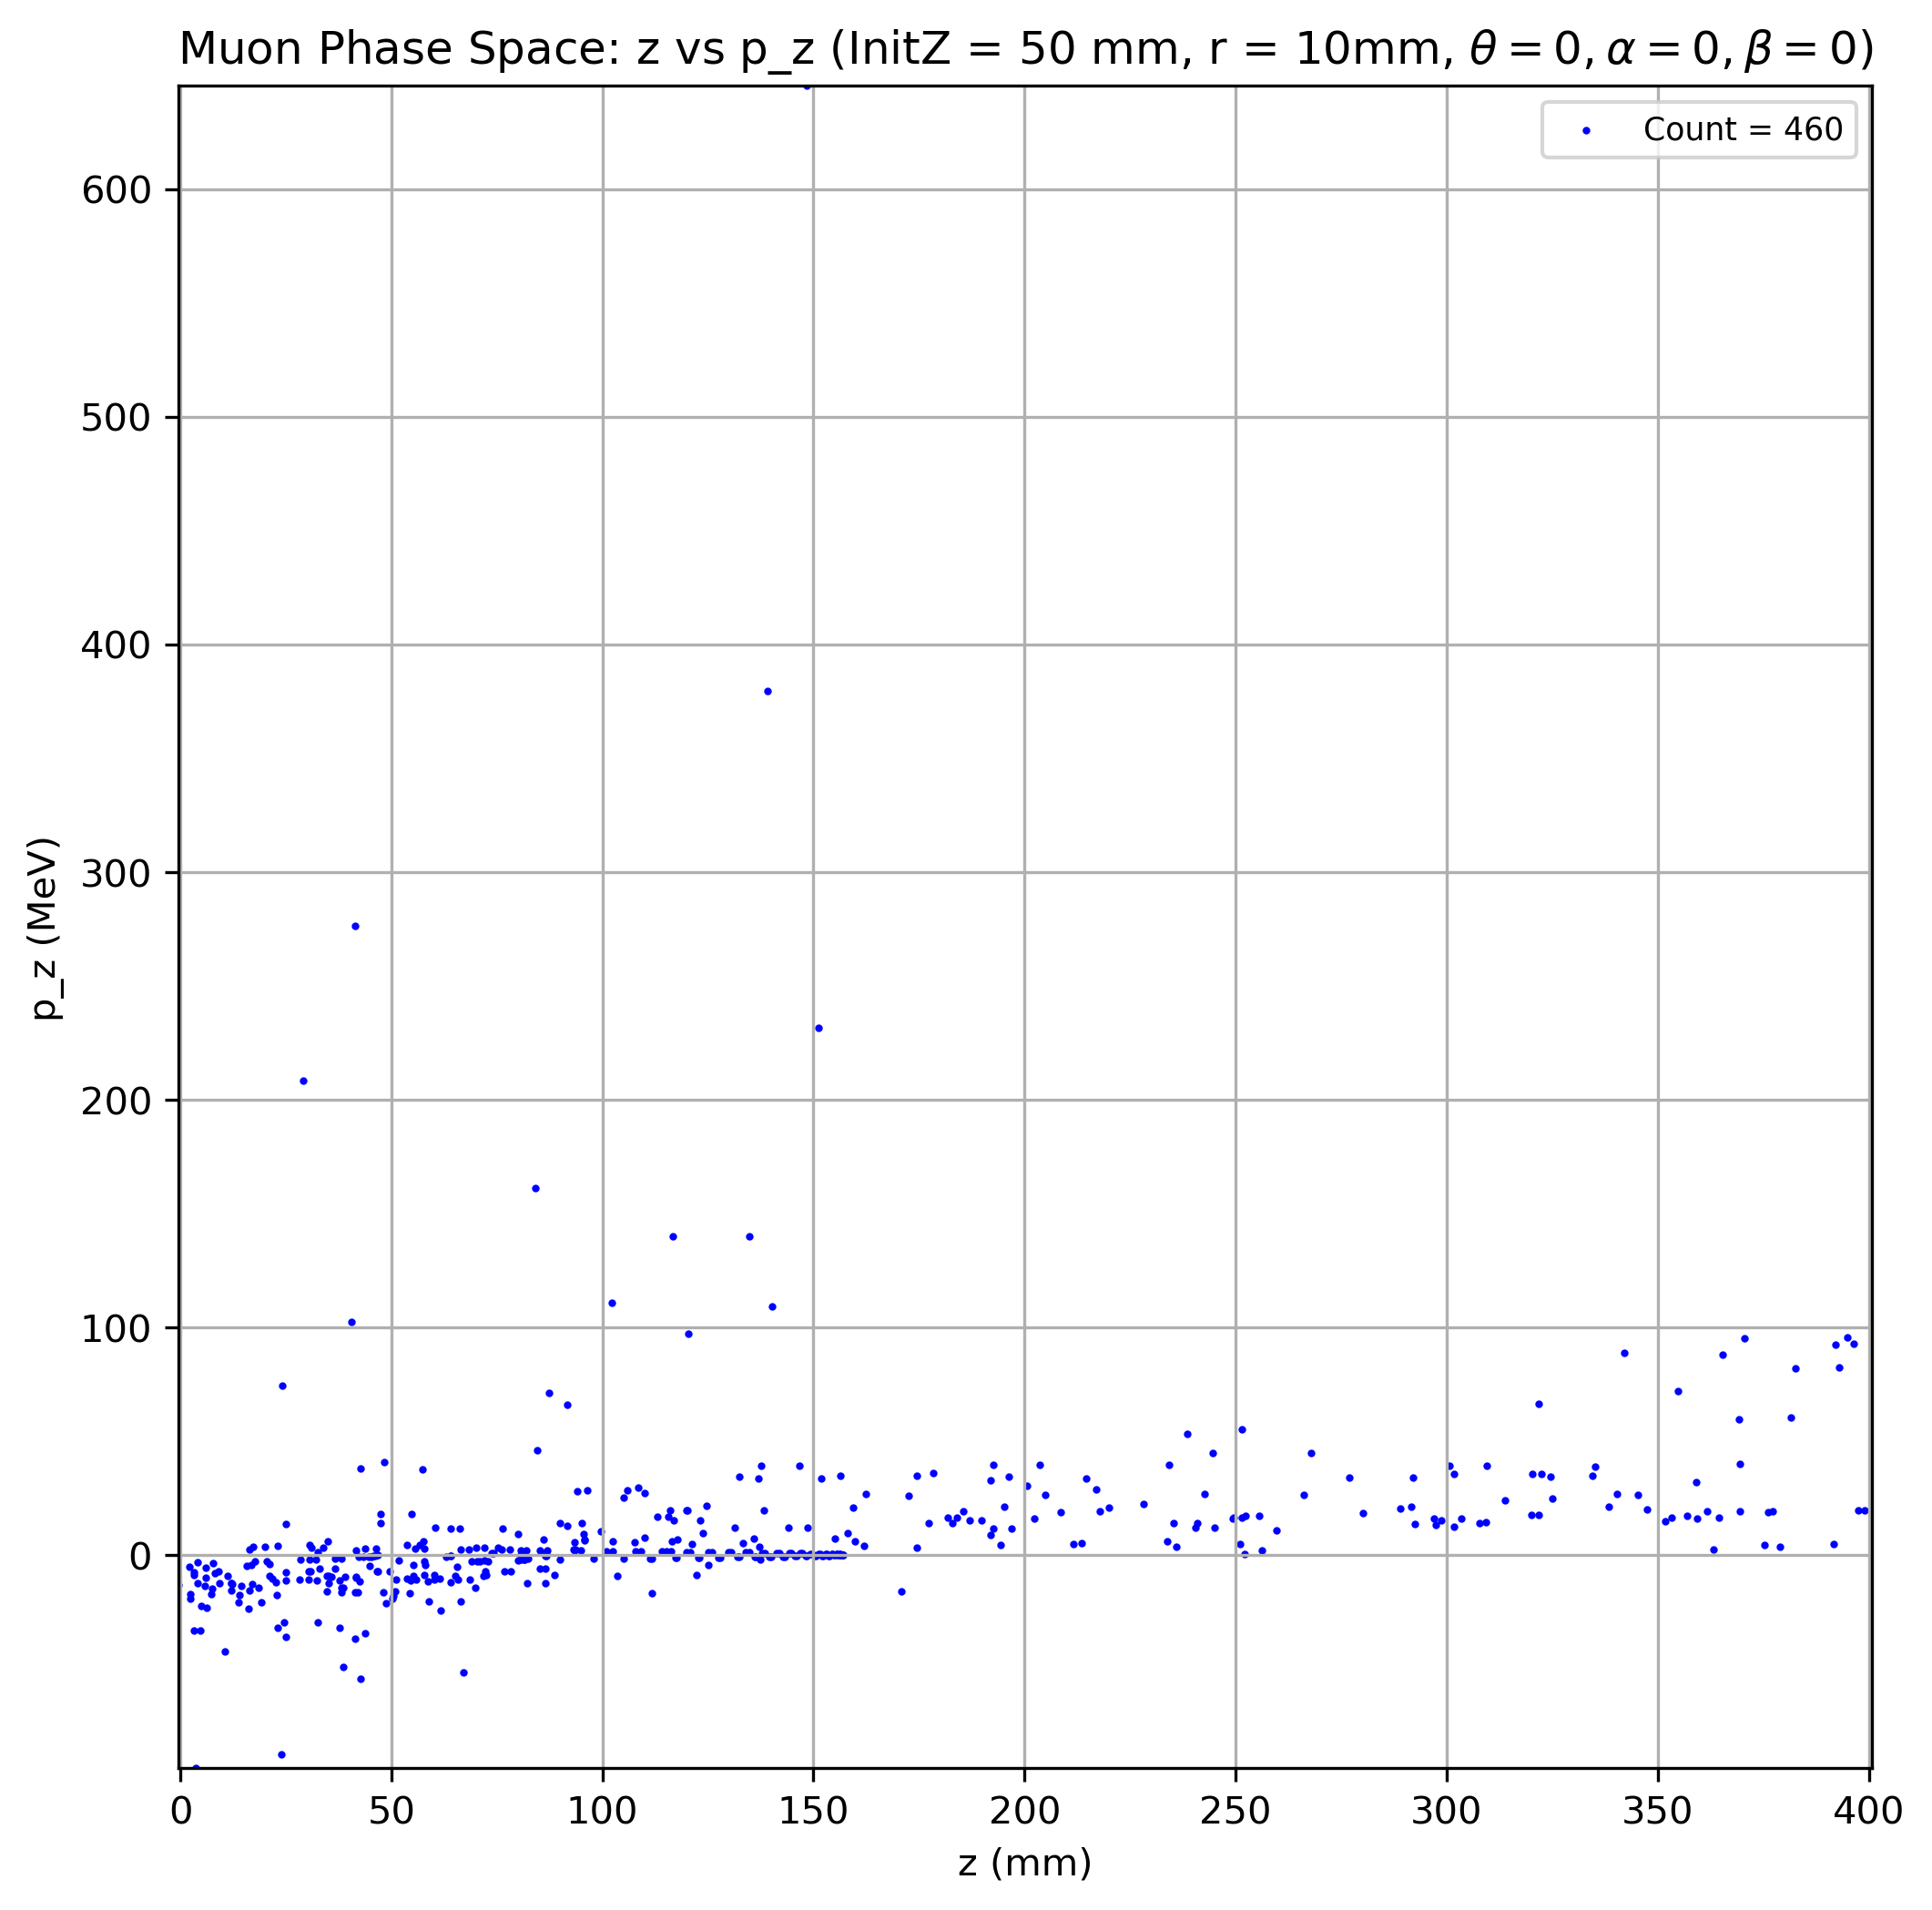 Muon Phase Space: z vs p_z (InitZ = 50 mm, r = 10mm, θ = 0, α = 0, β = 0)
Count = 460
600
500
400
300
200
100
0
p_z (MeV)
0 50 100 150 200 250 300 350 400
z (mm)